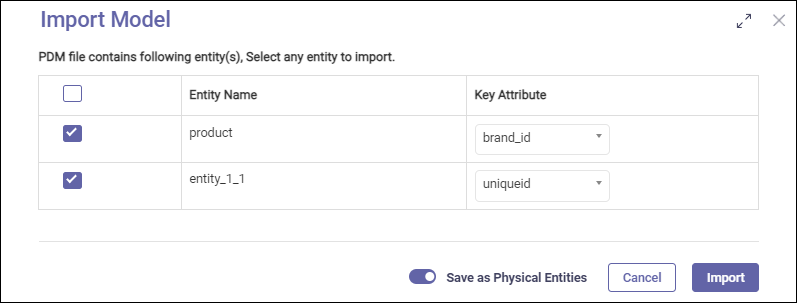 Import Model
PDM file contains following entity(s), Select any entity to import.
Entity Name Key Attribute
product brand_id
entity_1_1 uniqueid
Save as Physical Entities Cancel Import